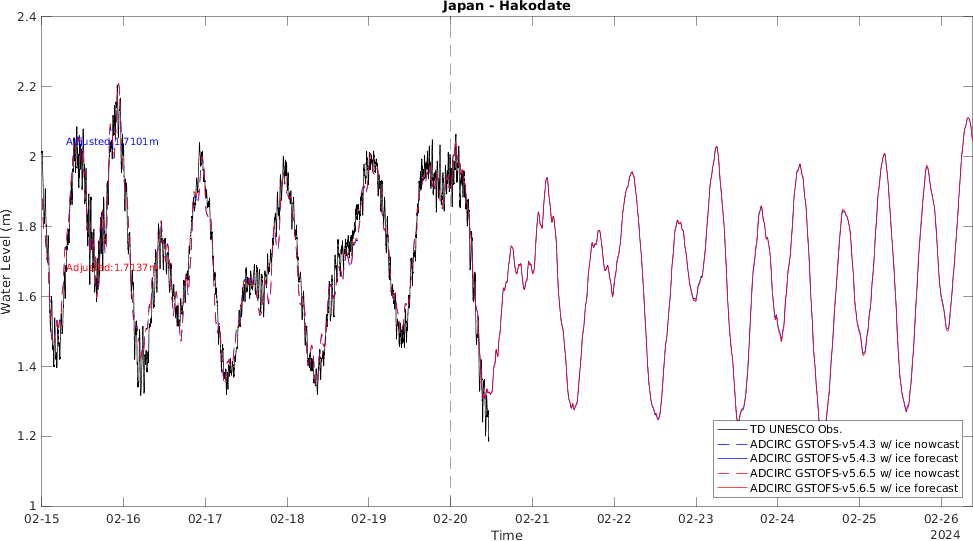 Japan - Hakodate
2.4
2.2
2
1.8
1.6
1.4
1.2
1
Water Level (m)
Adjusted:1.7101m
Adjusted:1.7137m
TD UNESCO Obs.
ADCIRC GSTOFS-v5.4.3 w/ ice nowcast
ADCIRC GSTOFS-v5.4.3 w/ ice forecast
ADCIRC GSTOFS-v5.6.5 w/ ice nowcast
ADCIRC GSTOFS-v5.6.5 w/ ice forecast
02-15 02-16 02-17 02-18 02-19 02-20 02-21 02-22 02-23 02-24 02-25 02-26
Time
2024